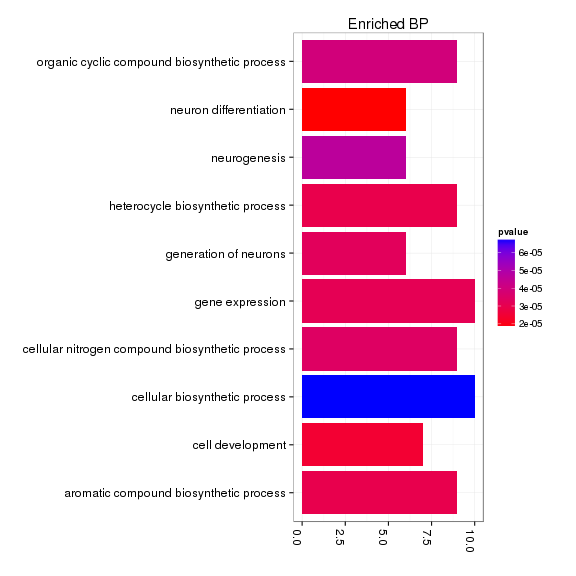 Enriched BP
organic cyclic compound biosynthetic process
neuron differentiation
neurogenesis
heterocycle biosynthetic process
generation of neurons
gene expression
cellular nitrogen compound biosynthetic process
cellular biosynthetic process
cell development
aromatic compound biosynthetic process
0.0 2.5 5.0 7.5 10.0
pvalue
6e-05
5e-05
4e-05
3e-05
2e-05